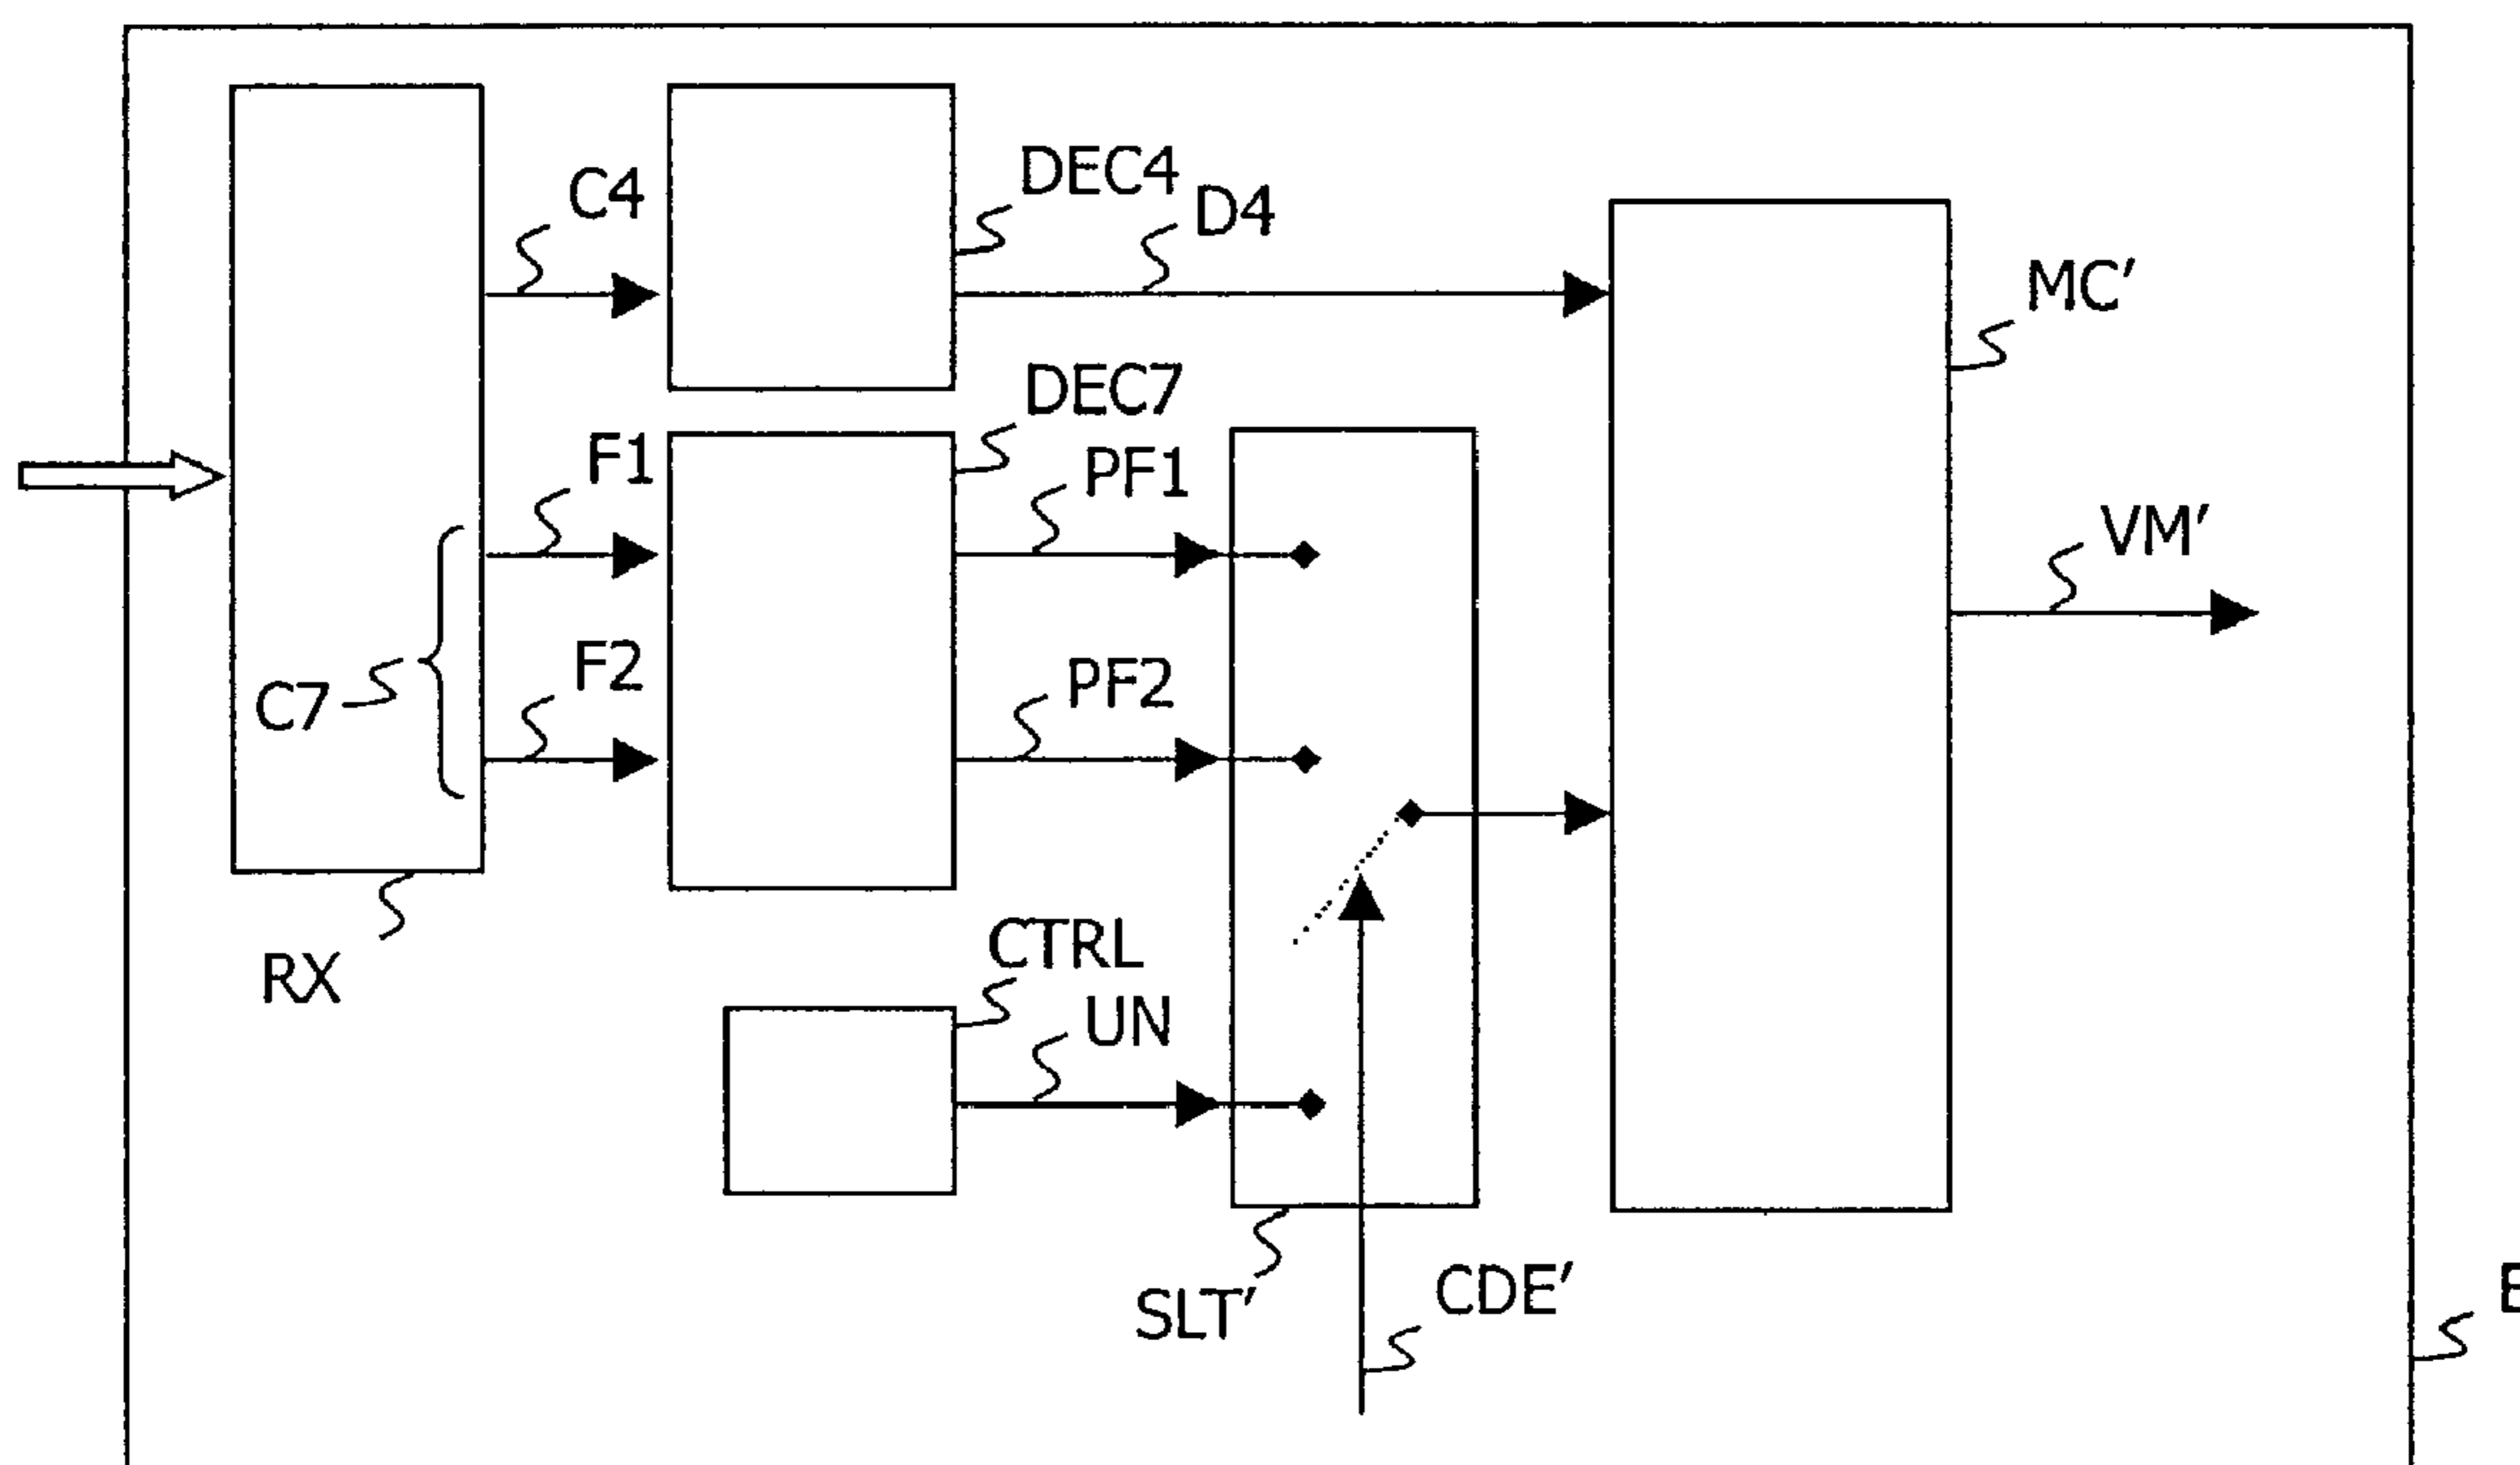 C4
DEC4
D4
MC′
DEC7
F1
PF1
VM′
F2
PF2
C7
CTRL
RX
UN
SLT′
CDE′